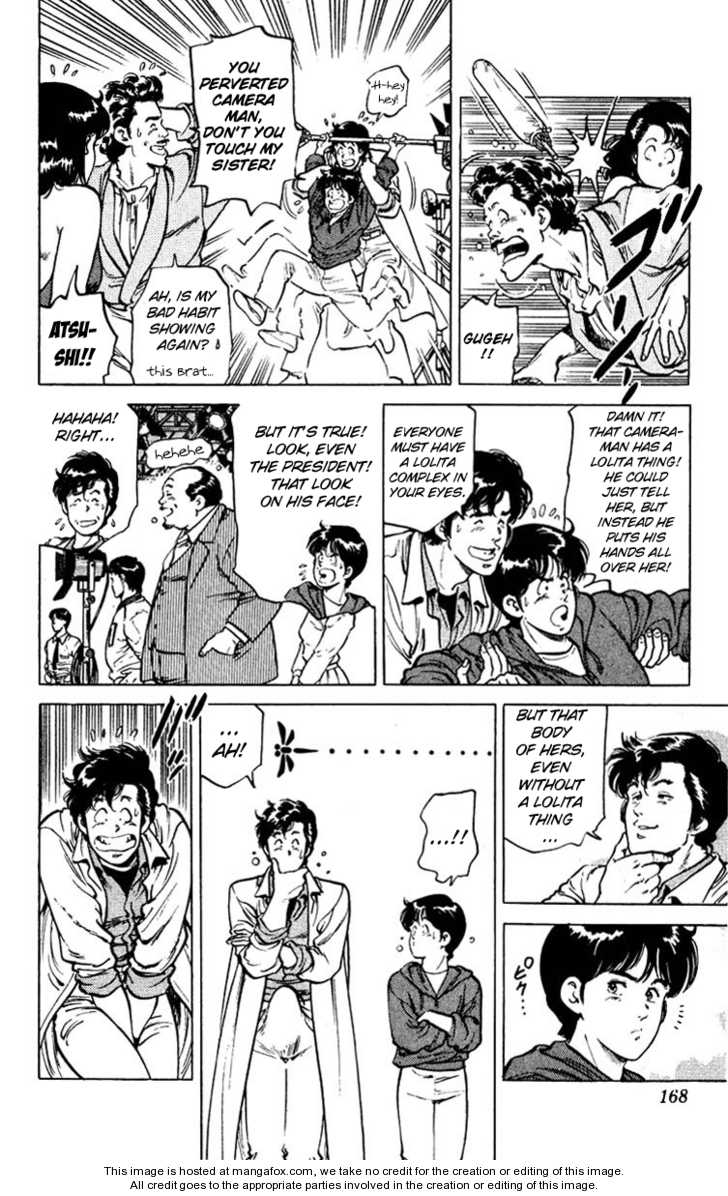 GUGEH
!!
H-hey
hey!
YOU
PERVERTED
CAMERA
MAN,
DON'T YOU
TOUCH MY
SISTER!
AH, IS MY
BAD HABIT
SHOWING
AGAIN?
this Brat...
ATSU-
SHI!!
DAMN IT!
THAT CAMERA-
MAN HAS A
LOLITA THING!
HE COULD
JUST TELL
HER, BUT
INSTEAD HE
PUTS HIS
HANDS ALL
OVER HER!
EVERYONE
MUST HAVE
A LOLITA
COMPLEX IN
YOUR EYES.
BUT IT'S TRUE!
LOOK, EVEN
THE PRESIDENT!
THAT LOOK
ON HIS FACE!
hehehe
HAHAHA!
RIGHT...
BUT THAT
BODY
OF HERS,
EVEN
WITHOUT
A LOLITA
THING
...
ピク…
...!!
...
AH!
168
This image is hosted at mangafox.com, we take no credit for the creation or editing of this image.
All credit goes to the appropriate parties involved in the creation or editing of this image.